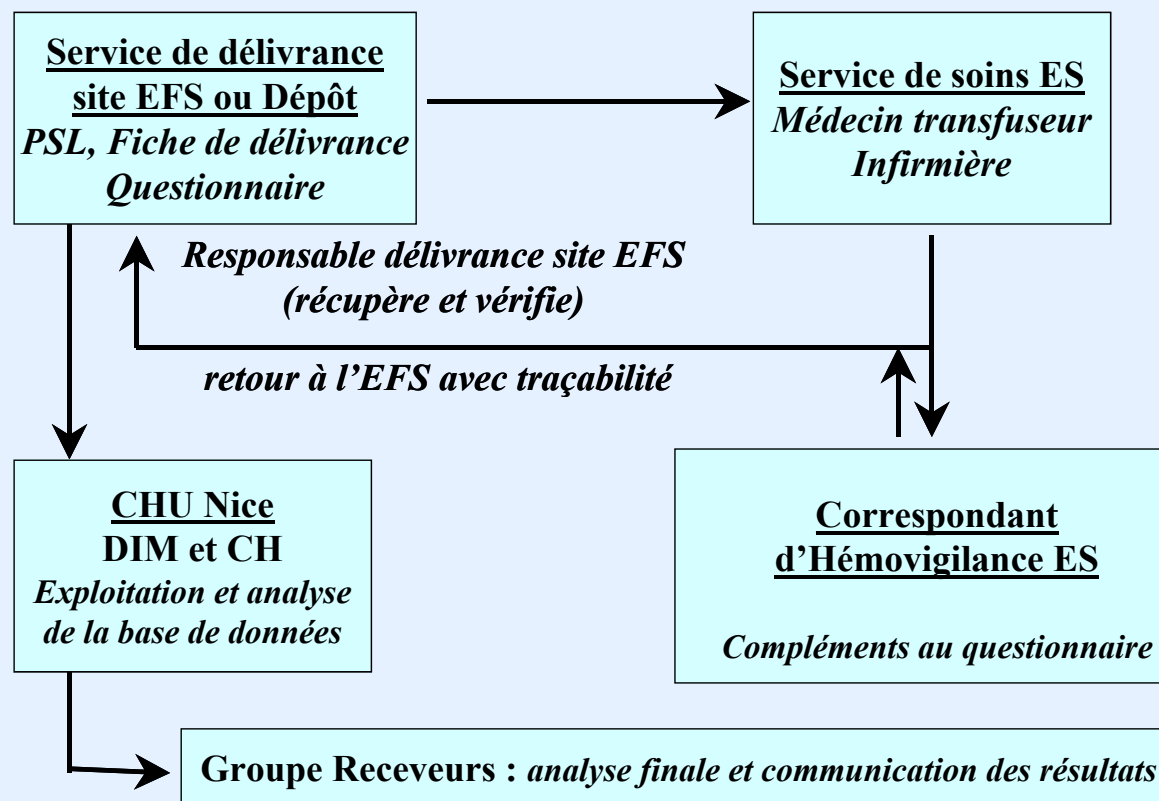 Service de délivrance
site EFS ou Dépôt
PSL, Fiche de délivrance
Questionnaire
Service de soins ES
Médecin transfuseur
Infirmière
Responsable délivrance site EFS
(récupère et vérifie)
retour à l’EFS avec traçabilité
CHU Nice
DIM et CH
Exploitation et analyse
de la base de données
Correspondant
d’Hémovigilance ES
Compléments au questionnaire
Groupe Receveurs : analyse finale et communication des résultats